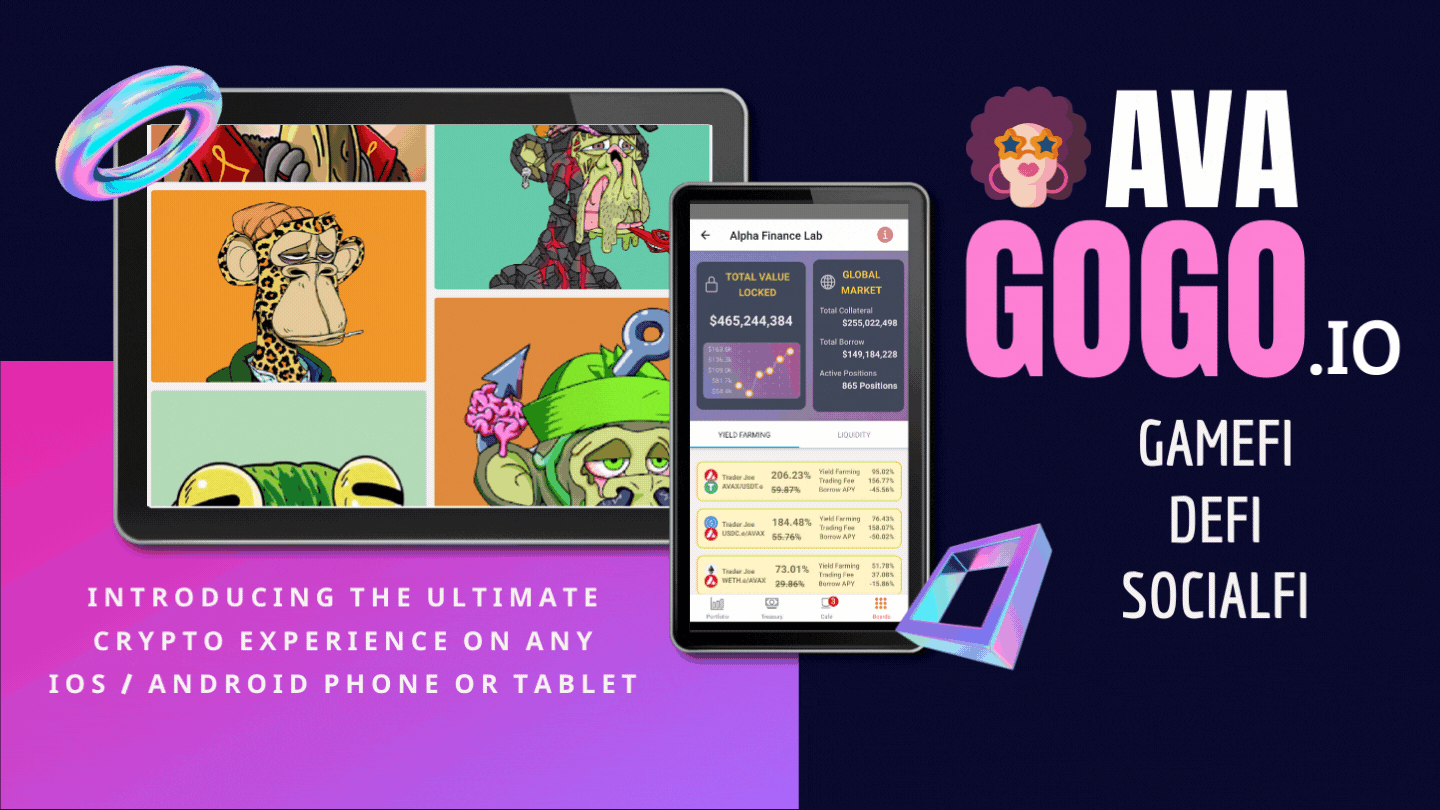 AVA
GOGO.IO
GAMEFI
DEFI
SOCIALFI
INTRODUCING THE ULTIMATE
CRYPTO EXPERIENCE ON ANY
IOS / ANDROID PHONE OR TABLET
Alpha Finance Lab
TOTAL VALUE
LOCKED
$465,244,384
GLOBAL
MARKET
Total Collateral
$255,022,498
Total Borrow
$149,184,228
Active Positions
865 Positions
YIELD FARMING
LIQUIDITY
Trader Joe
AVAX/USDT.e
206.23%
59.87%
Yield Farming 95.02%
Trading Fee 156.77%
Borrow APY -45.56%
Trader Joe
USDC.e/AVAX
184.48%
55.76%
Yield Farming 76.43%
Trading Fee 158.07%
Borrow APY -50.02%
Trader Joe
WETH.e/AVAX
73.01%
29.86%
Yield Farming 51.78%
Trading Fee 37.08%
Borrow APY -15.86%
Portfolio
Treasury
3
Café
Boards